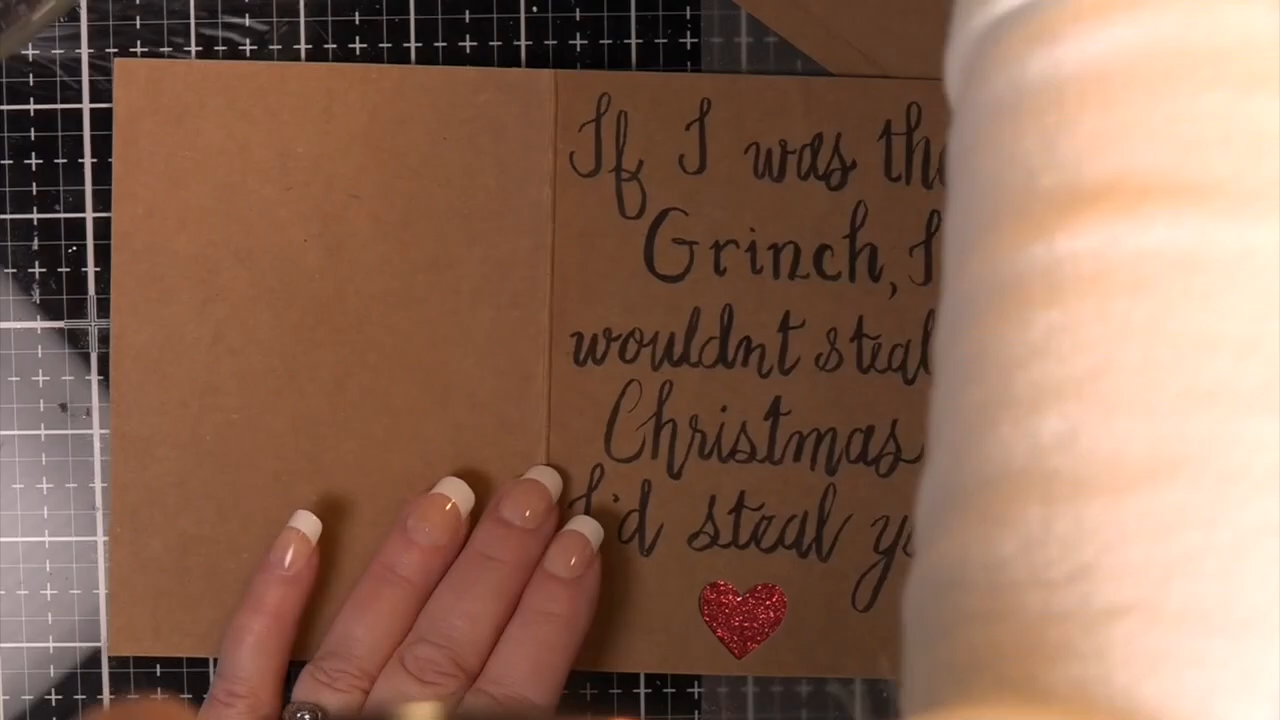 If I was the
Grinch, I
wouldnt steal
Christmas
I'd steal